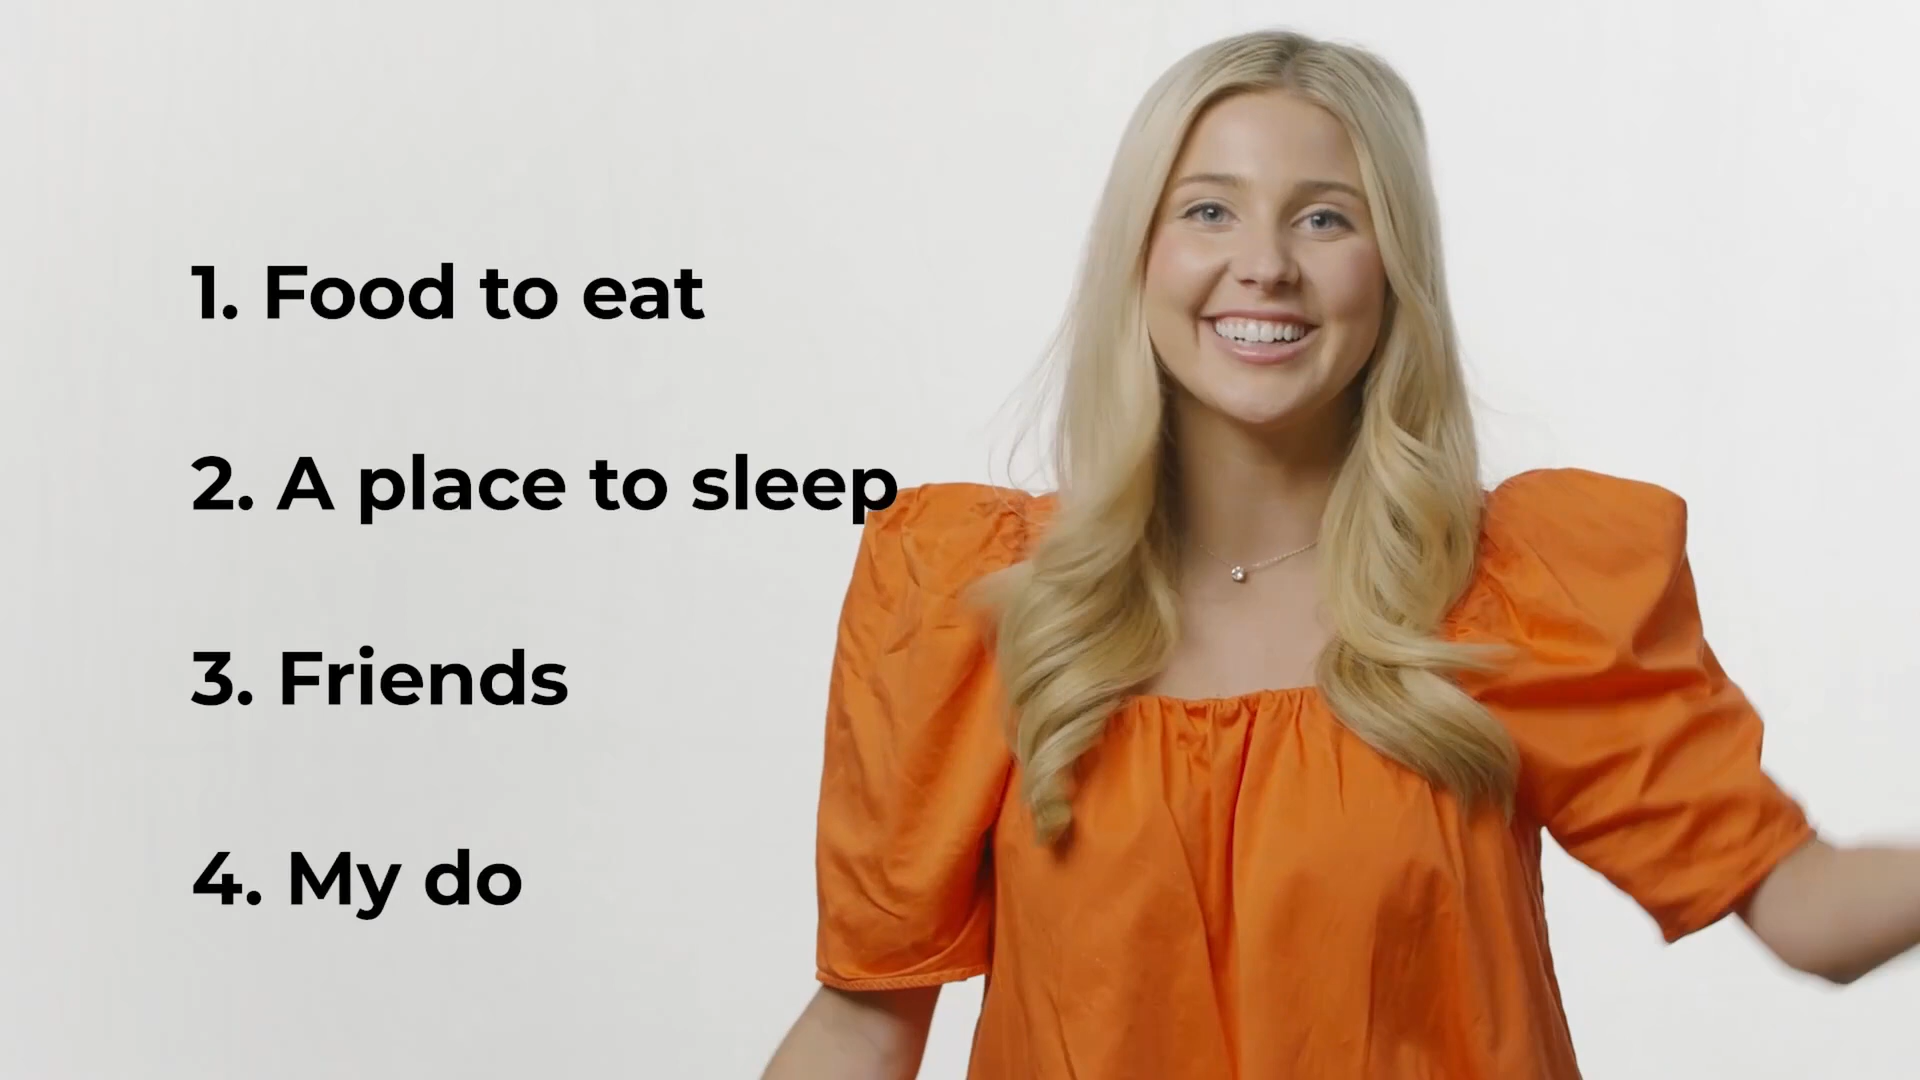 1. Food to eat
2. A place to sleep
3. Friends
4. My do